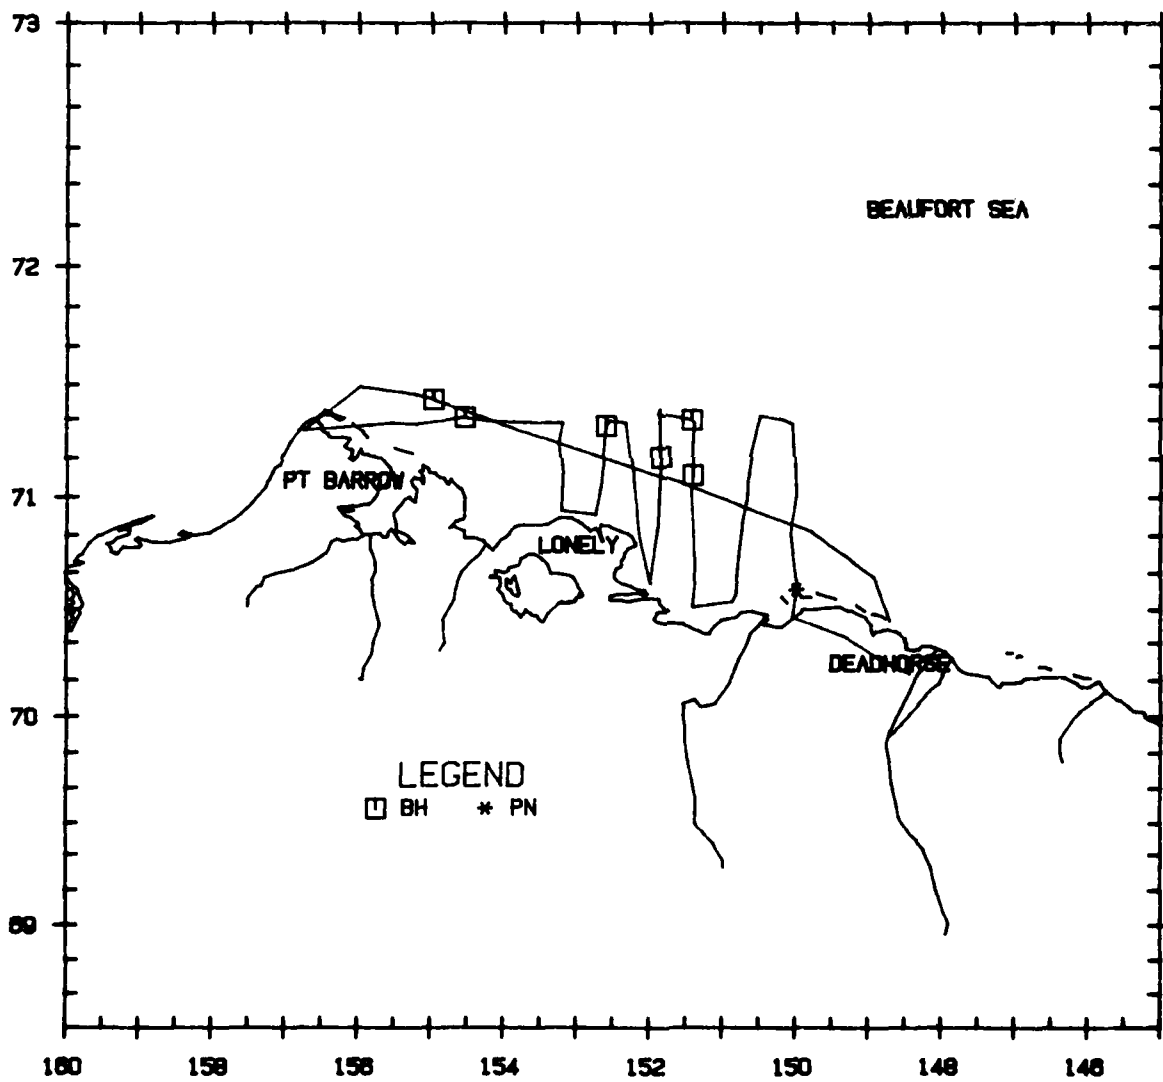 73
BEAUFORT SEA
72
PT BARROW
71
LONELY
DEADHORSE
70
LEGEND
BH * PN
69
160 158 156 154 152 150 148 146